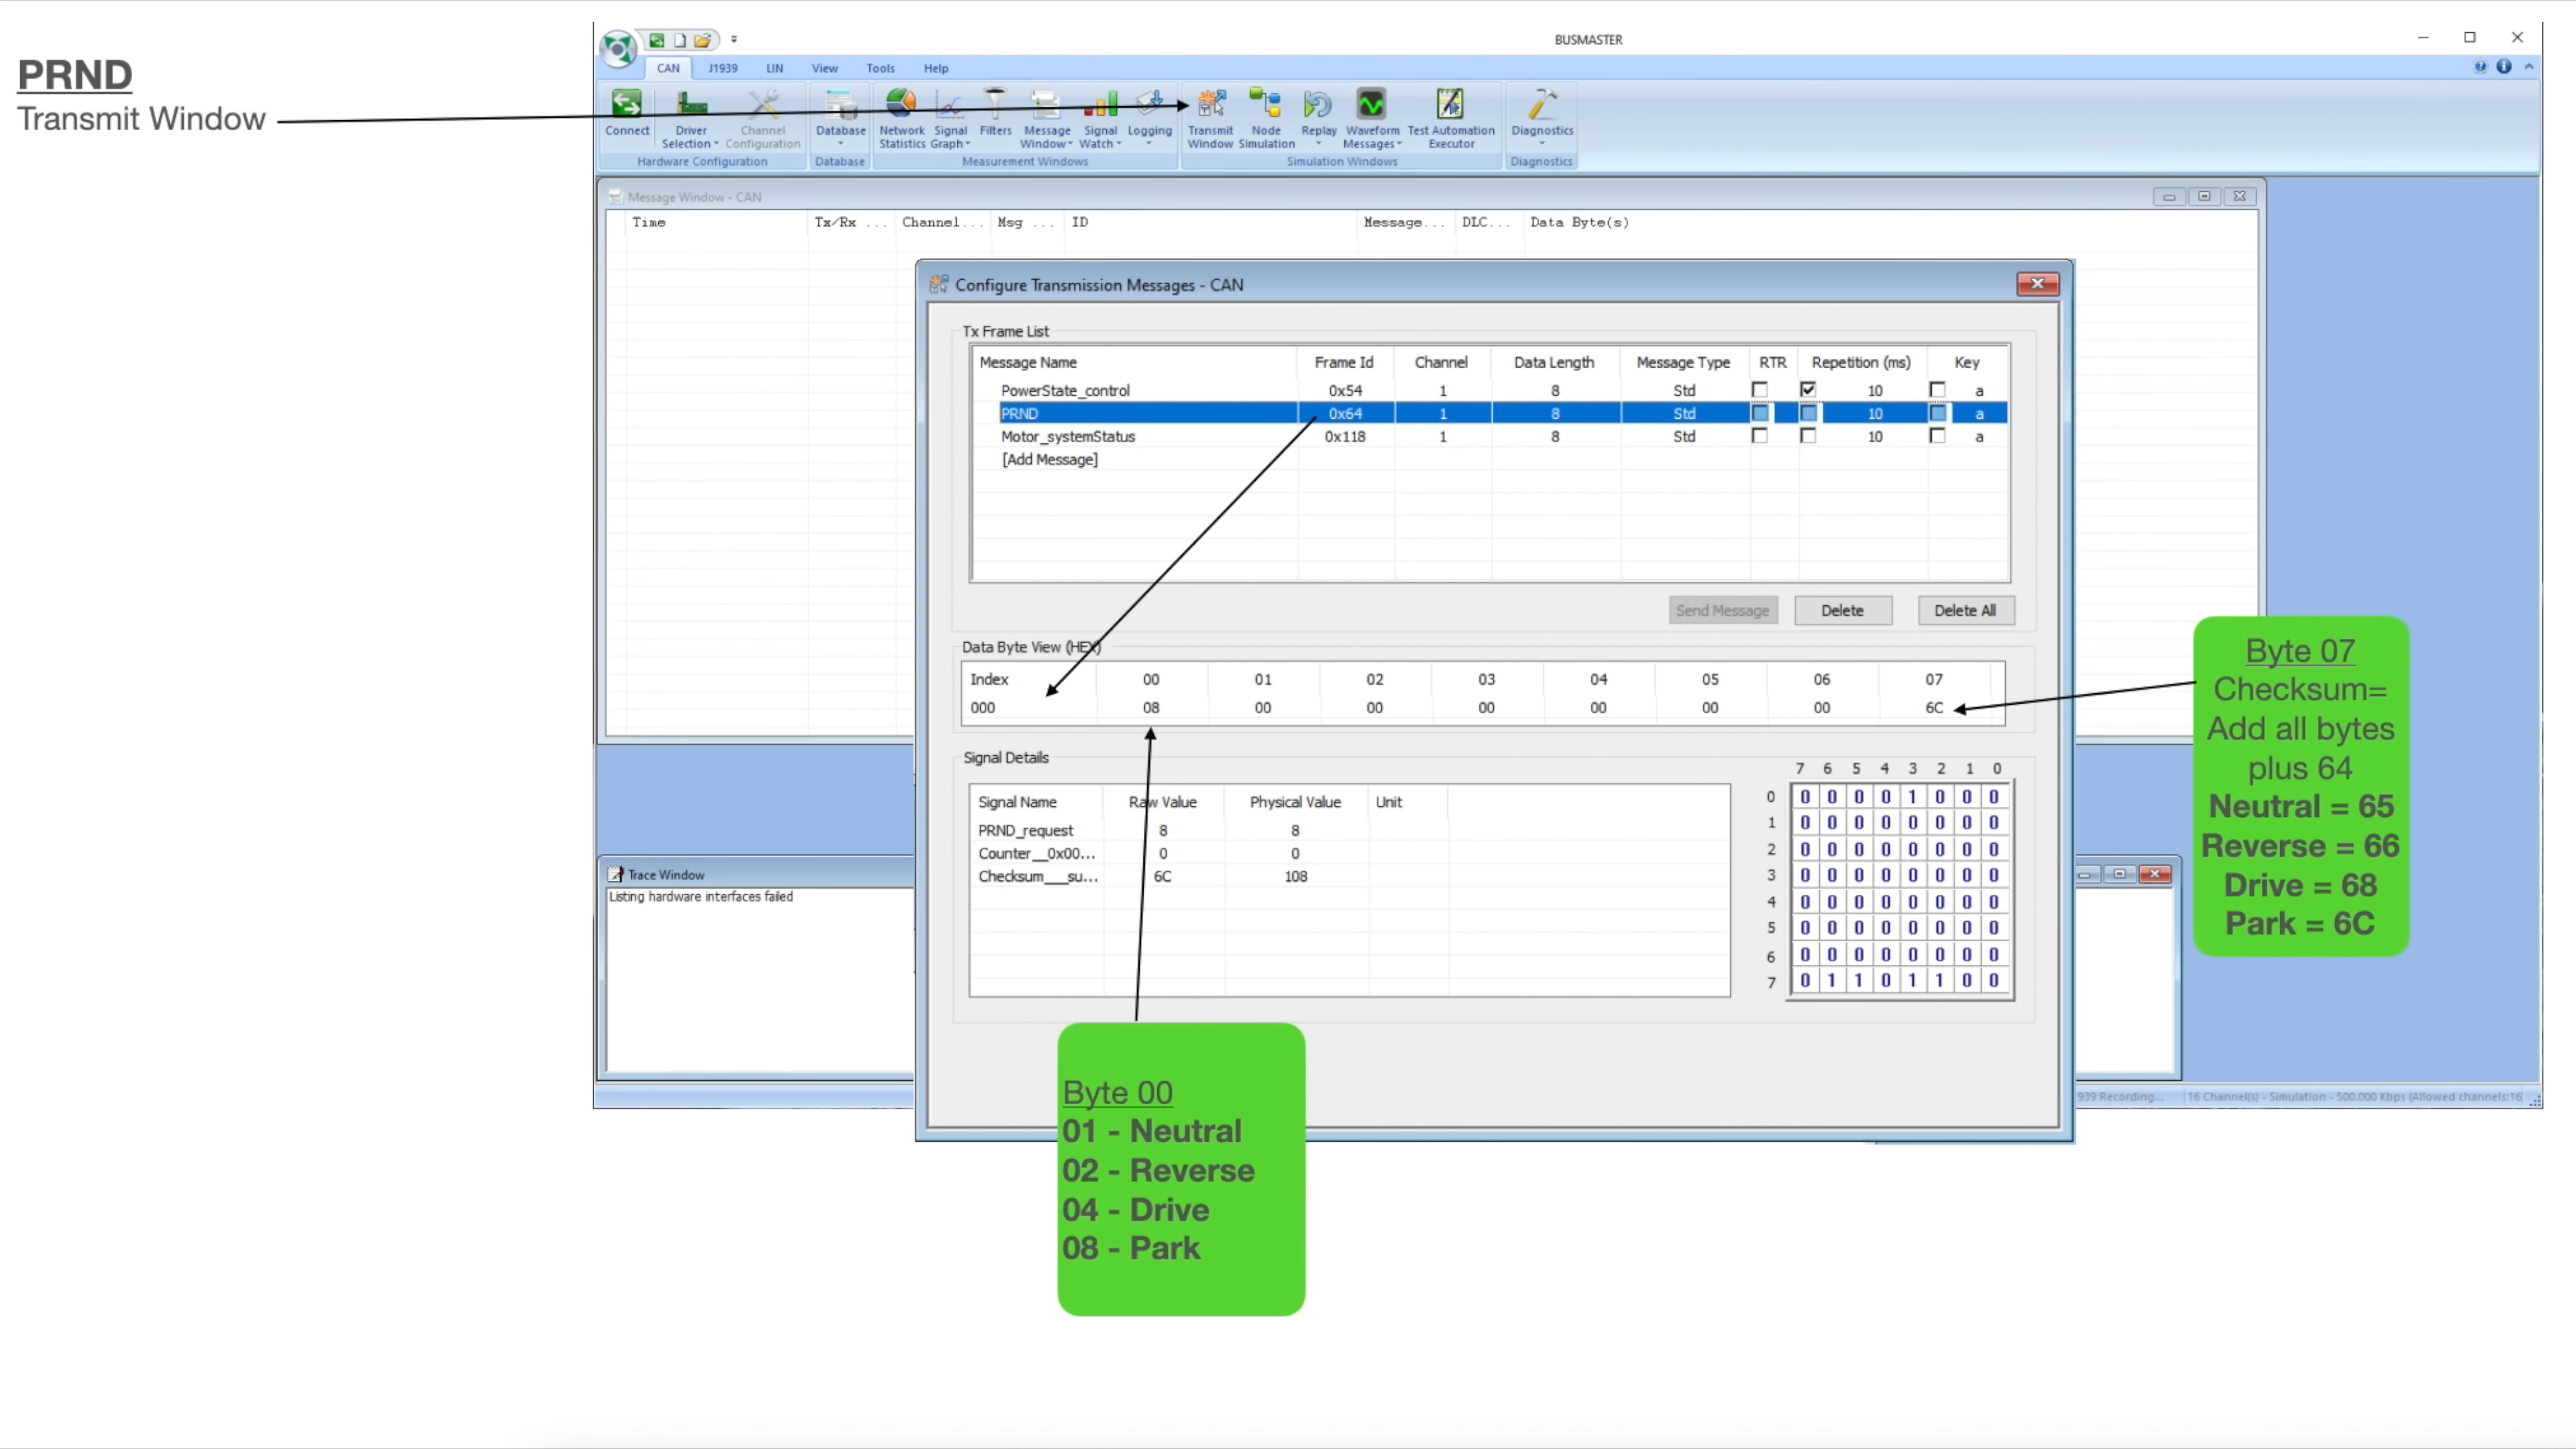 PRND
Transmit Window
BUSMASTER
CAN J1939 LIN View Tools Help
Connect Driver Selection Channel Configuration Database Network Statistics Signal Graph Filters Message Window Signal Watch Logging Transmit Window Node Simulation Replay Waveform Messages Test Automation Executor Diagnostics
Hardware Configuration Database Measurement Windows Simulation Windows Diagnostics
Message Window - CAN
Time Tx/Rx ... Channel... Msg ... ID Message... DLC... Data Byte(s)
Configure Transmission Messages - CAN
Tx Frame List
Message Name Frame Id Channel Data Length Message Type RTR Repetition (ms) Key
PowerState_control 0x54 1 8 Std 10 a
PRND 0x64 1 8 Std 10 a
Motor_systemStatus 0x118 1 8 Std 10 a
[Add Message]
Send Message Delete Delete All
Data Byte View (HEX)
Index 00 01 02 03 04 05 06 07
000 08 00 00 00 00 00 00 6C
Signal Details
Signal Name Raw Value Physical Value Unit
PRND_request 8 8
Counter__0x00... 0 0
Checksum___su... 6C 108
7 6 5 4 3 2 1 0
0 0 0 0 0 1 0 0 0
1 0 0 0 0 0 0 0 0
2 0 0 0 0 0 0 0 0
3 0 0 0 0 0 0 0 0
4 0 0 0 0 0 0 0 0
5 0 0 0 0 0 0 0 0
6 0 0 0 0 0 0 0 0
7 0 1 1 0 1 1 0 0
Byte 07
Checksum=
Add all bytes
plus 64
Neutral = 65
Reverse = 66
Drive = 68
Park = 6C
Trace Window
Listing hardware interfaces failed
939 Recording... 16 Channel(s) - Simulation - 500.000 Kbps (Allowed channels:16
Byte 00
01 - Neutral
02 - Reverse
04 - Drive
08 - Park